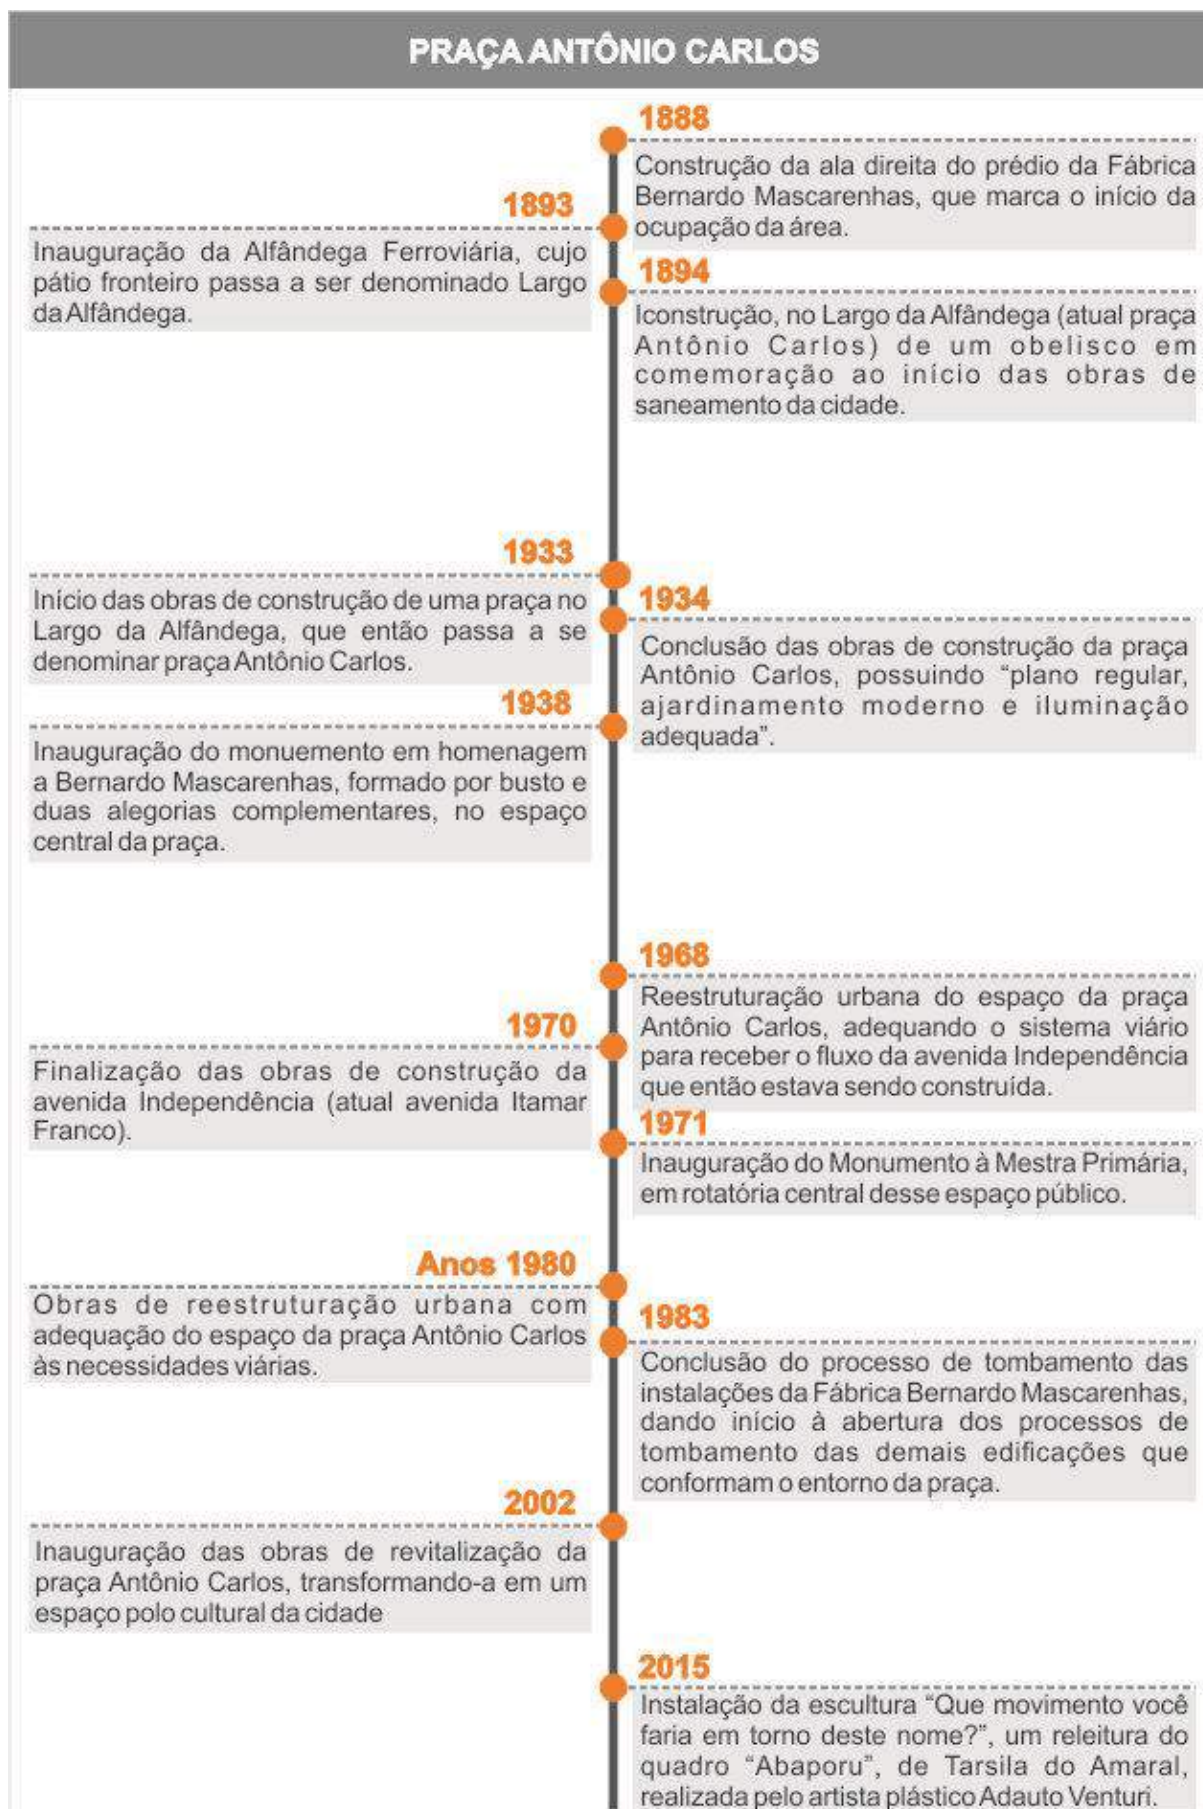 PRAÇA ANTÔNIO CARLOS
1888
Construção da ala direita do prédio da Fábrica
Bernardo Mascarenhas, que marca o início da
ocupação da área.
1893
Inauguração da Alfândega Ferroviária, cujo
pátio fronteiro passa a ser denominado Largo
da Alfândega.
1894
Iconstrução, no Largo da Alfândega (atual praça
Antônio Carlos) de um obelisco em
comemoração ao início das obras de
saneamento da cidade.
1933
Início das obras de construção de uma praça no
Largo da Alfândega, que então passa a se
denominar praça Antônio Carlos.
1934
Conclusão das obras de construção da praça
Antônio Carlos, possuindo “plano regular,
ajardinamento moderno e iluminação
adequada”.
1938
Inauguração do monuemento em homenagem
a Bernardo Mascarenhas, formado por busto e
duas alegorias complementares, no espaço
central da praça.
1968
Reestruturação urbana do espaço da praça
Antônio Carlos, adequando o sistema viário
para receber o fluxo da avenida Independência
que então estava sendo construída.
1970
Finalização das obras de construção da
avenida Independência (atual avenida Itamar
Franco).
1971
Inauguração do Monumento à Mestra Primária,
em rotatória central desse espaço público.
Anos 1980
Obras de reestruturação urbana com
adequação do espaço da praça Antônio Carlos
às necessidades viárias.
1983
Conclusão do processo de tombamento das
instalações da Fábrica Bernardo Mascarenhas,
dando início à abertura dos processos de
tombamento das demais edificações que
conformam o entorno da praça.
2002
Inauguração das obras de revitalização da
praça Antônio Carlos, transformando-a em um
espaço polo cultural da cidade
2015
Instalação da escultura “Que movimento você
faria em torno deste nome?”, um releitura do
quadro “Abaporu”, de Tarsila do Amaral,
realizada pelo artista plástico Adauto Venturi.